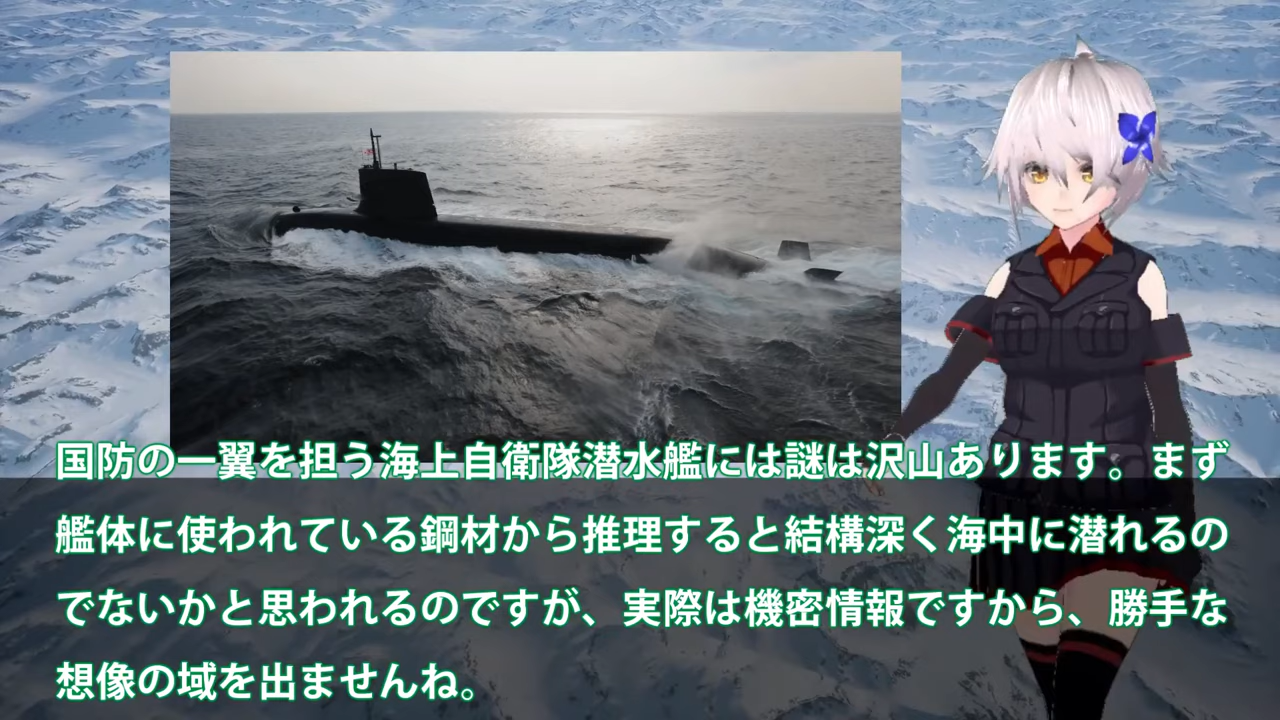 国防の一翼を担う海上自衛隊潜水艦には謎は沢山あります。まず
艦体に使われている鋼材から推理すると結構深く海中に潜れるの
でないかと思われるのですが、実際は機密情報ですから、勝手な
想像の域を出ませんね。